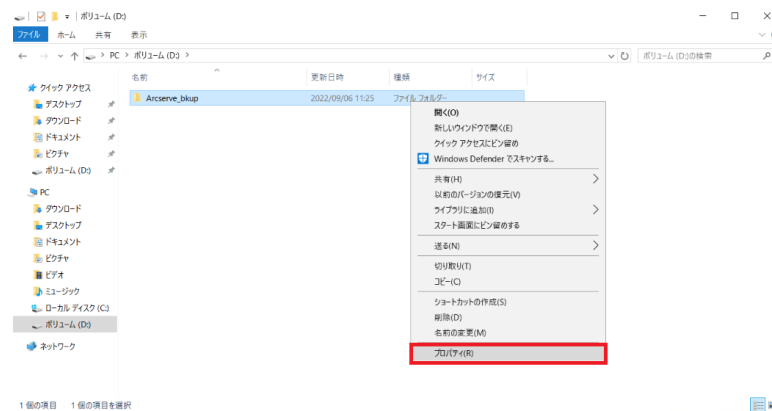 ボリューム (D:)
ファイル ホーム 共有 表示
PC ボリューム (D:)
ボリューム (D:)の検索
名前 更新日時 種類 サイズ
Arcserve_bkup 2022/09/06 11:25 ファイル フォルダー
クイック アクセス
デスクトップ
ダウンロード
ドキュメント
ピクチャ
ボリューム (D:)
PC
ダウンロード
デスクトップ
ドキュメント
ピクチャ
ビデオ
ミュージック
ローカル ディスク (C:)
ボリューム (D:)
ネットワーク
開く(O)
新しいウィンドウで開く(E)
クイック アクセスにピン留め
Windows Defender でスキャンする...
共有(H)
以前のバージョンの復元(V)
ライブラリに追加(I)
スタート画面にピン留めする
送る(N)
切り取り(T)
コピー(C)
ショートカットの作成(S)
削除(D)
名前の変更(M)
プロパティ(R)
1 個の項目 1 個の項目を選択